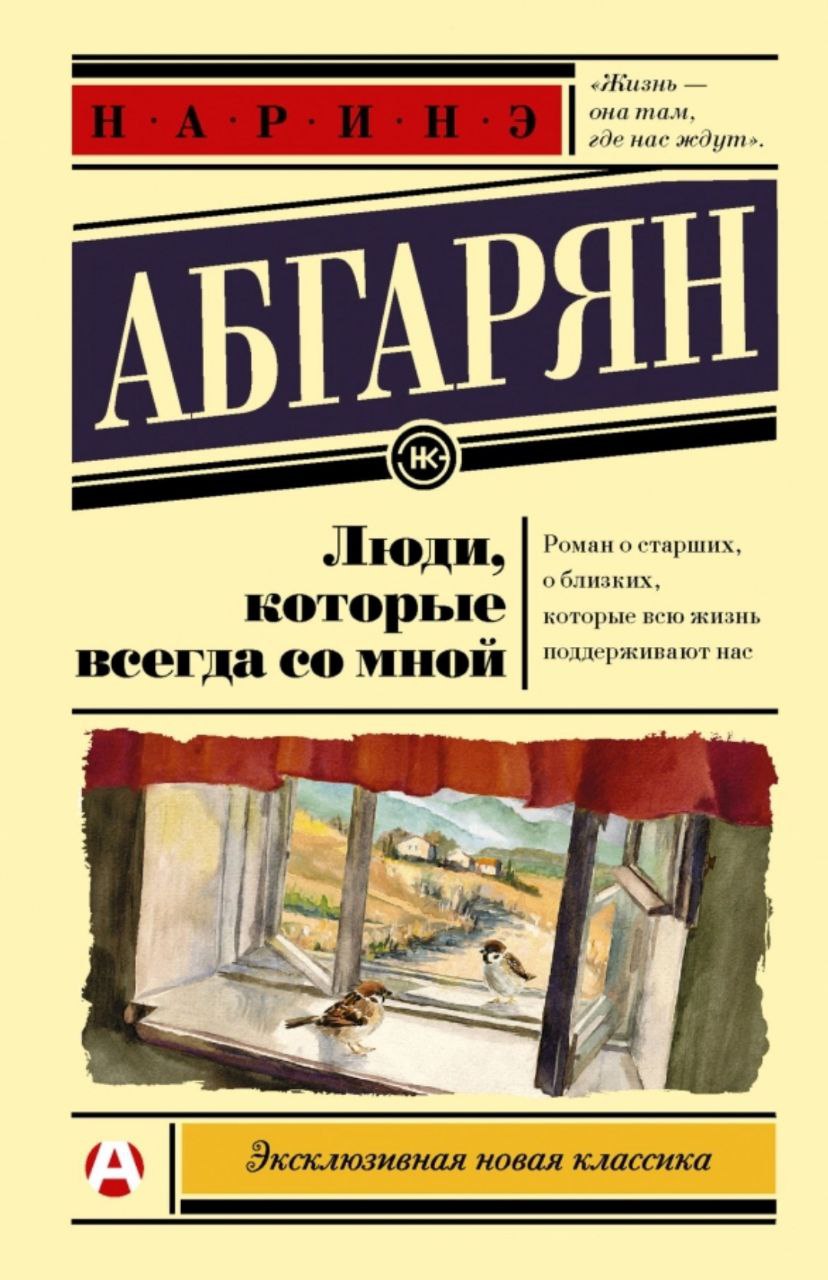 Н · А · Р · И · Н · Э
«Жизнь —
она там,
где нас ждут».
АБГАРЯН
НК
Люди,
которые
всегда со мной
Роман о старших,
о близких,
которые всю жизнь
поддерживают нас
А
Эксклюзивная новая классика